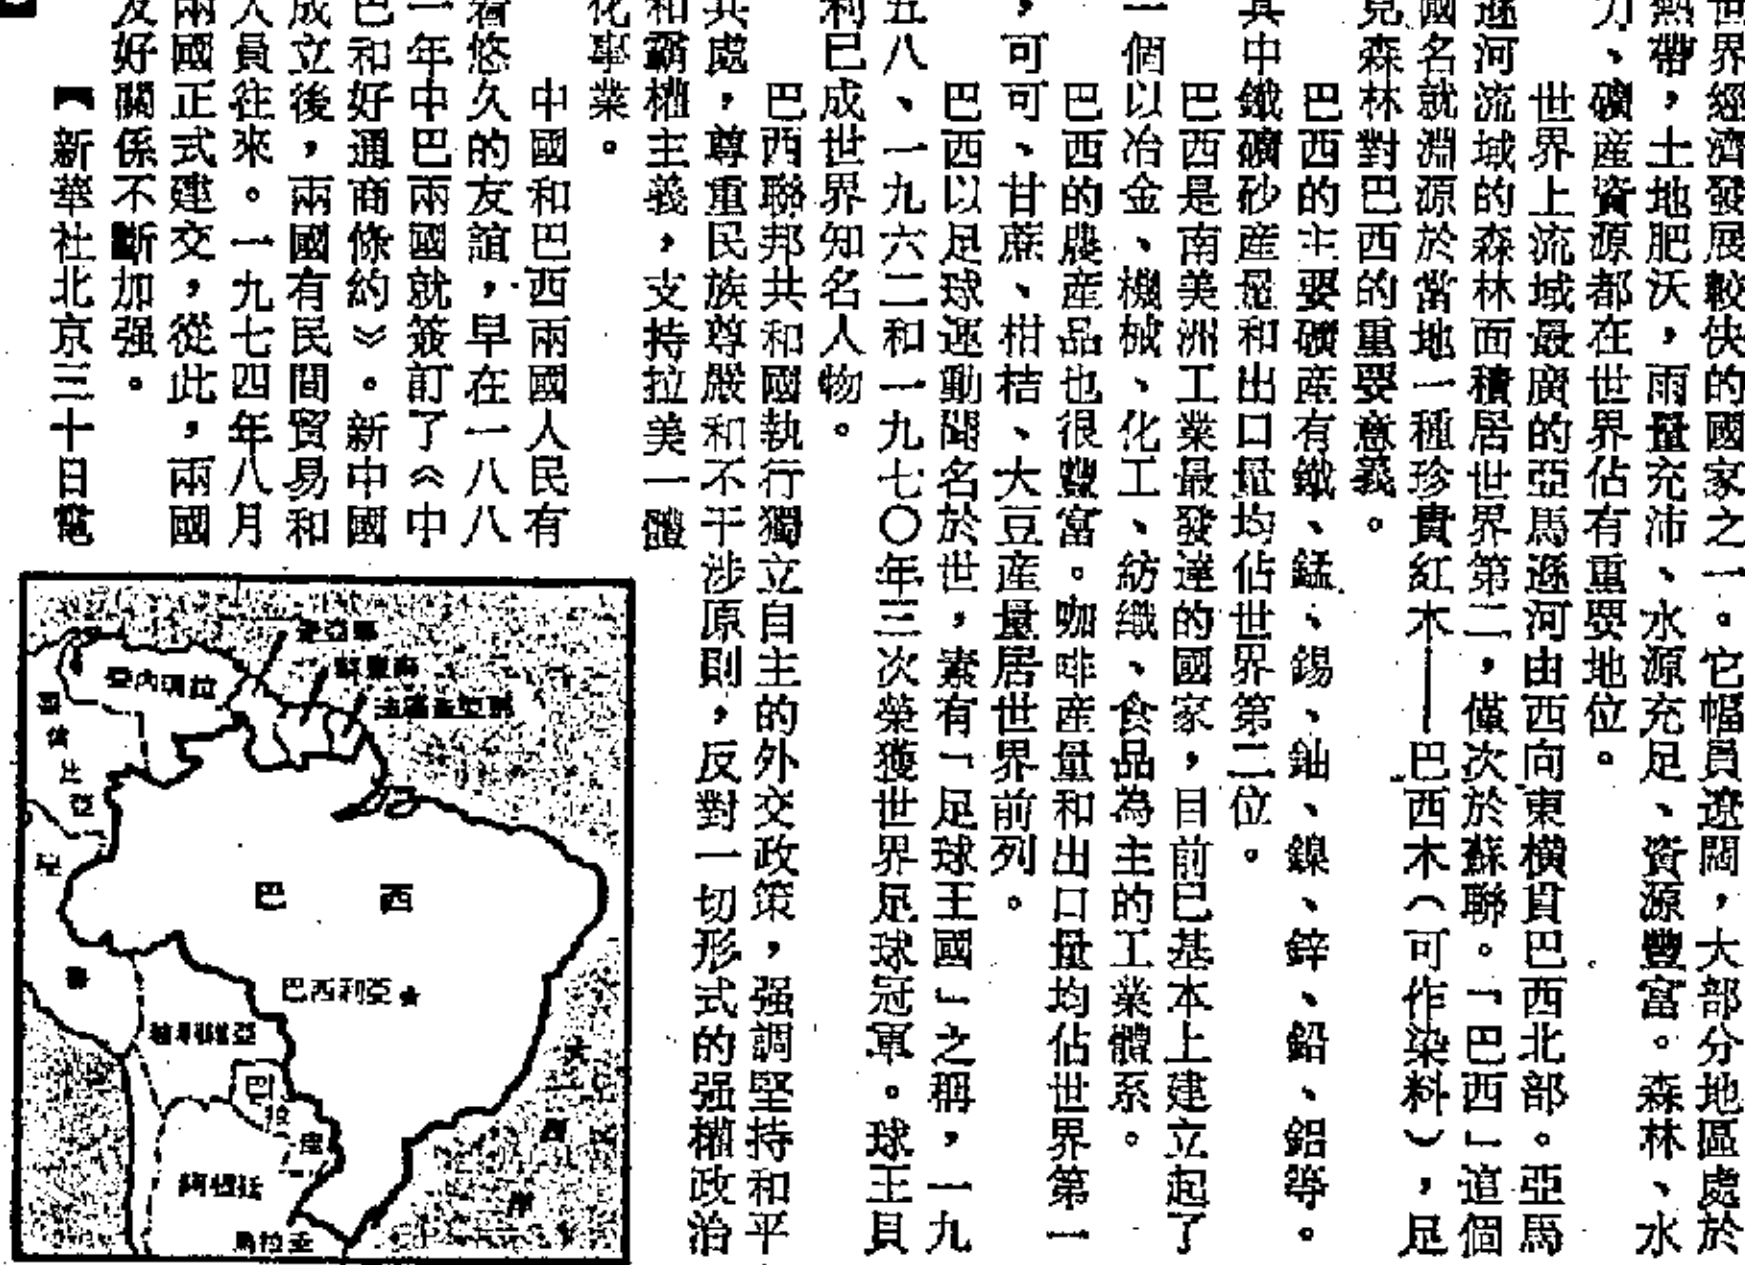 世界經濟發展較快的國家之一。它幅員遼闊，大部分地區處於
熱帶，土地肥沃，雨量充沛、水源充足、資源豐富。森林、水
力、礦產資源都在世界佔有重要地位。
世界上流域最廣的亞馬遜河由西向東橫貫巴西北部。亞馬
遜河流域的森林面積居世界第二，僅次於蘇聯。「巴西」這個
國名就淵源於當地一種珍貴紅木——巴西木（可作染料），足
見森林對巴西的重要意義。
巴西的主要礦產有鐵、錳、錫、鈾、鎳、鋅、鉛、鋁等。
其中鐵礦砂產量和出口量均佔世界第二位。
巴西是南美洲工業最發達的國家，目前已基本上建立起了
一個以冶金、機械、化工、紡織、食品為主的工業體系。
巴西的農產品也很豐富。咖啡產量和出口量均佔世界第一
，可可、甘蔗、柑桔、大豆產量居世界前列。
巴西以足球運動聞名於世，素有「足球王國」之稱，一九
五八、一九六二和一九七〇年三次榮獲世界足球冠軍。球王貝
利已成世界知名人物。
巴西聯邦共和國執行獨立自主的外交政策，强調堅持和平
共處，尊重民族尊嚴和不干涉原則，反對一切形式的强權政治
和霸權主義，支持拉美一體
化事業。
中國和巴西兩國人民有
着悠久的友誼，早在一八八
一年中巴兩國就簽訂了《中
巴和好通商條約》。新中國
成立後，兩國有民間貿易和
人員往來。一九七四年八月
兩國正式建交，從此，兩國
友好關係不斷加强。
【新華社北京三十日電
圭亞那
蘇里南
委內瑞拉
哥倫比亞
巴西
巴西利亞
玻利維亞
巴拉圭
阿根廷
烏拉圭
大西洋